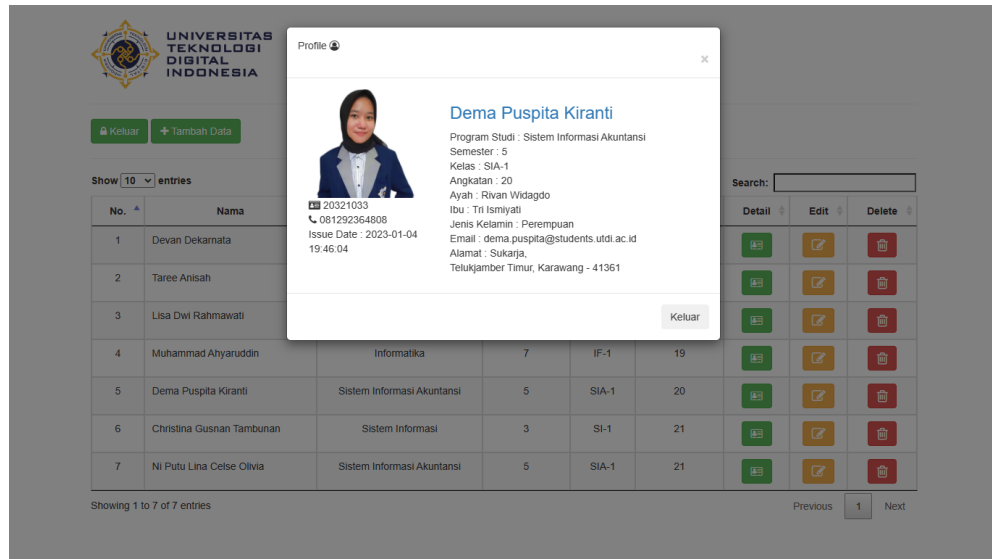 UNIVERSITAS
TEKNOLOGI
DIGITAL
INDONESIA
Profile
×
Dema Puspita Kiranti
Program Studi : Sistem Informasi Akuntansi
Semester : 5
Kelas : SIA-1
Angkatan : 20
Ayah : Rivan Widagdo
Ibu : Tri Ismiyati
Jenis Kelamin : Perempuan
Email : dema.puspita@students.utdi.ac.id
Alamat : Sukarja,
Telukjamber Timur, Karawang - 41361
20321033
081292364808
Issue Date : 2023-01-04
19:46:04
Keluar
Keluar + Tambah Data
Show 10 entries Search:
No. Nama Detail Edit Delete
1 Devan Dekarnata
2 Taree Anisah
3 Lisa Dwi Rahmawati
4 Muhammad Ahyaruddin Informatika 7 IF-1 19
5 Dema Puspita Kiranti Sistem Informasi Akuntansi 5 SIA-1 20
6 Christina Gusnan Tambunan Sistem Informasi 3 SI-1 21
7 Ni Putu Lina Celse Olivia Sistem Informasi Akuntansi 5 SIA-1 21
Showing 1 to 7 of 7 entries Previous 1 Next